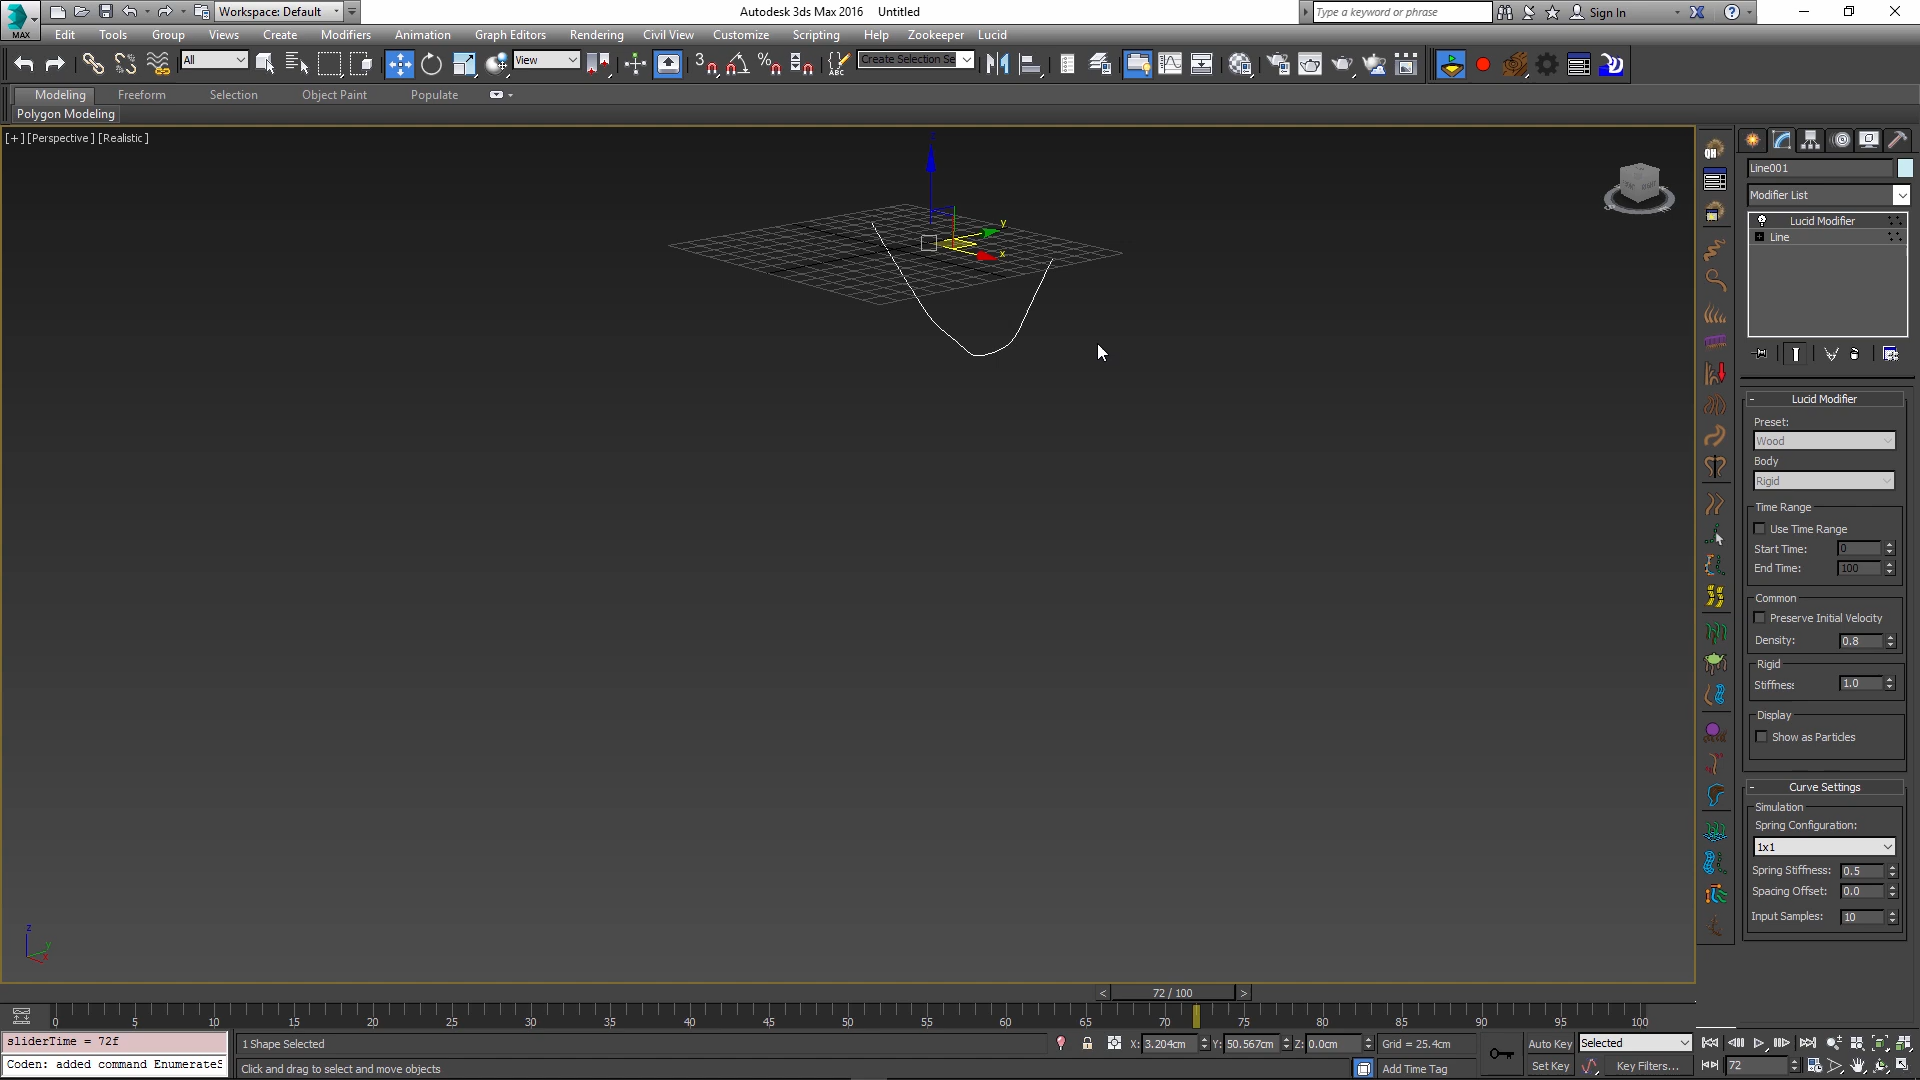 Workspace: Default
Autodesk 3ds Max 2016 Untitled
Type a keyword or phrase
Sign In
MAX
Edit Tools Group Views Create Modifiers Animation Graph Editors Rendering Civil View Customize Scripting Help Zookeeper Lucid
All
View
3
ABC
Create Selection Se
Modeling Freeform Selection Object Paint Populate
Polygon Modeling
[+] [Perspective] [Realistic]
y
x
QH
Line001
Modifier List
Lucid Modifier
Line
Lucid Modifier
Preset:
Wood
Body
Rigid
Time Range
Use Time Range
Start Time: 0
End Time: 100
Common
Preserve Initial Velocity
Density: 0.8
Rigid
Stiffness 1.0
Display
Show as Particles
Curve Settings
Simulation
Spring Configuration:
1x1
Spring Stiffness: 0.5
Spacing Offset: 0.0
Input Samples: 10
z
y
x
< 72 / 100 >
0 5 10 15 20 25 30 35 40 45 50 55 60 65 70 75 80 85 90 95 100
sliderTime = 72f
Coden: added command EnumerateS
1 Shape Selected
Click and drag to select and move objects
X: 3.204cm Y: 50.567cm Z: 0.0cm
Grid = 25.4cm
Add Time Tag
Auto Key
Selected
Set Key
Key Filters...
72